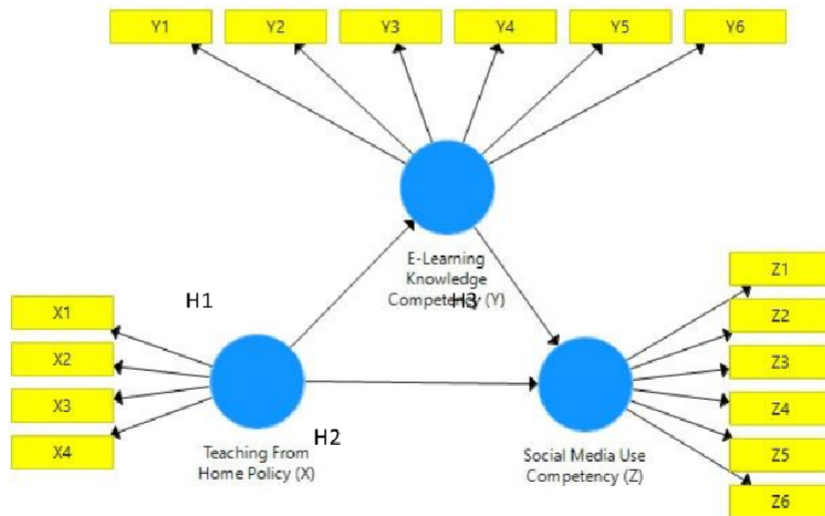 Y1
Y2
Y3
Y4
Y5
Y6
E-Learning
Knowledge
Competency (Y)
H1
H3
X1
X2
X3
X4
Z1
Z2
Z3
Z4
Z5
Z6
H2
Teaching From
Home Policy (X)
Social Media Use
Competency (Z)